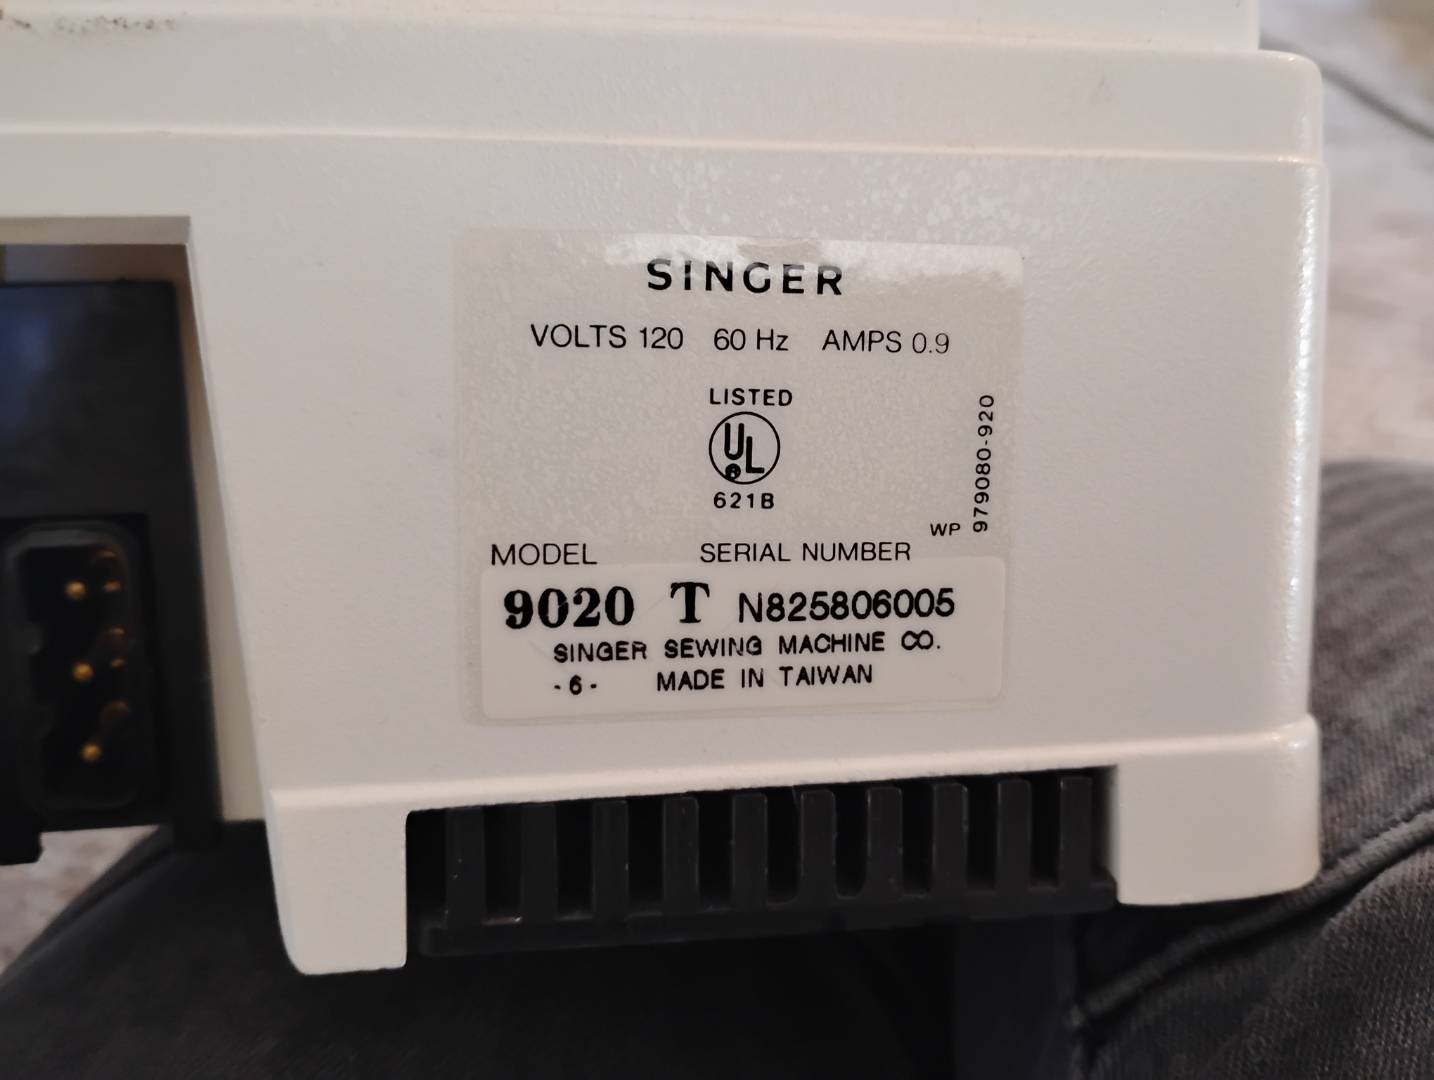 SINGER
VOLTS 120 60 Hz AMPS 0.9
LISTED
UL
®
621B
979080-920
WP
MODEL SERIAL NUMBER
9020 T N825806005
SINGER SEWING MACHINE CO.
-6- MADE IN TAIWAN